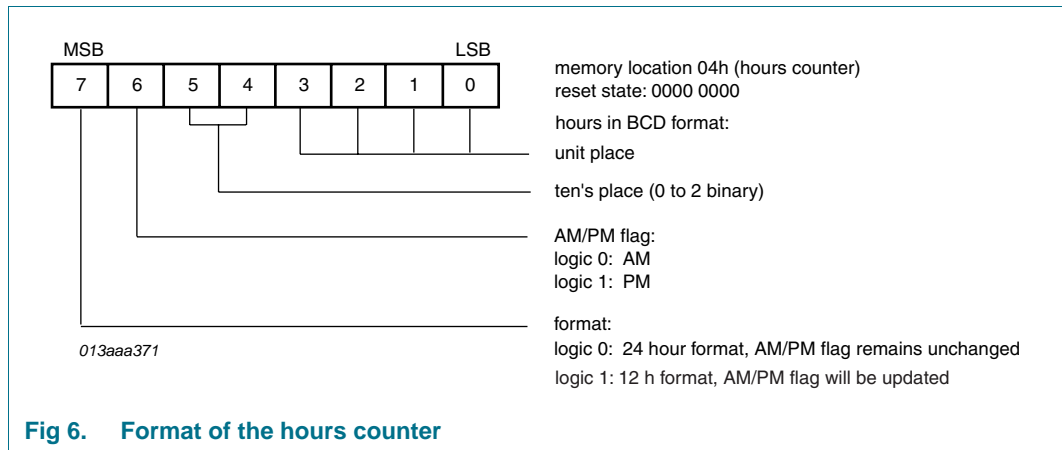 MSB LSB
7 6 5 4 3 2 1 0
memory location 04h (hours counter)
reset state: 0000 0000
hours in BCD format:
unit place
ten's place (0 to 2 binary)
AM/PM flag:
logic 0: AM
logic 1: PM
format:
logic 0: 24 hour format, AM/PM flag remains unchanged
logic 1: 12 h format, AM/PM flag will be updated
013aaa371
Fig 6. Format of the hours counter